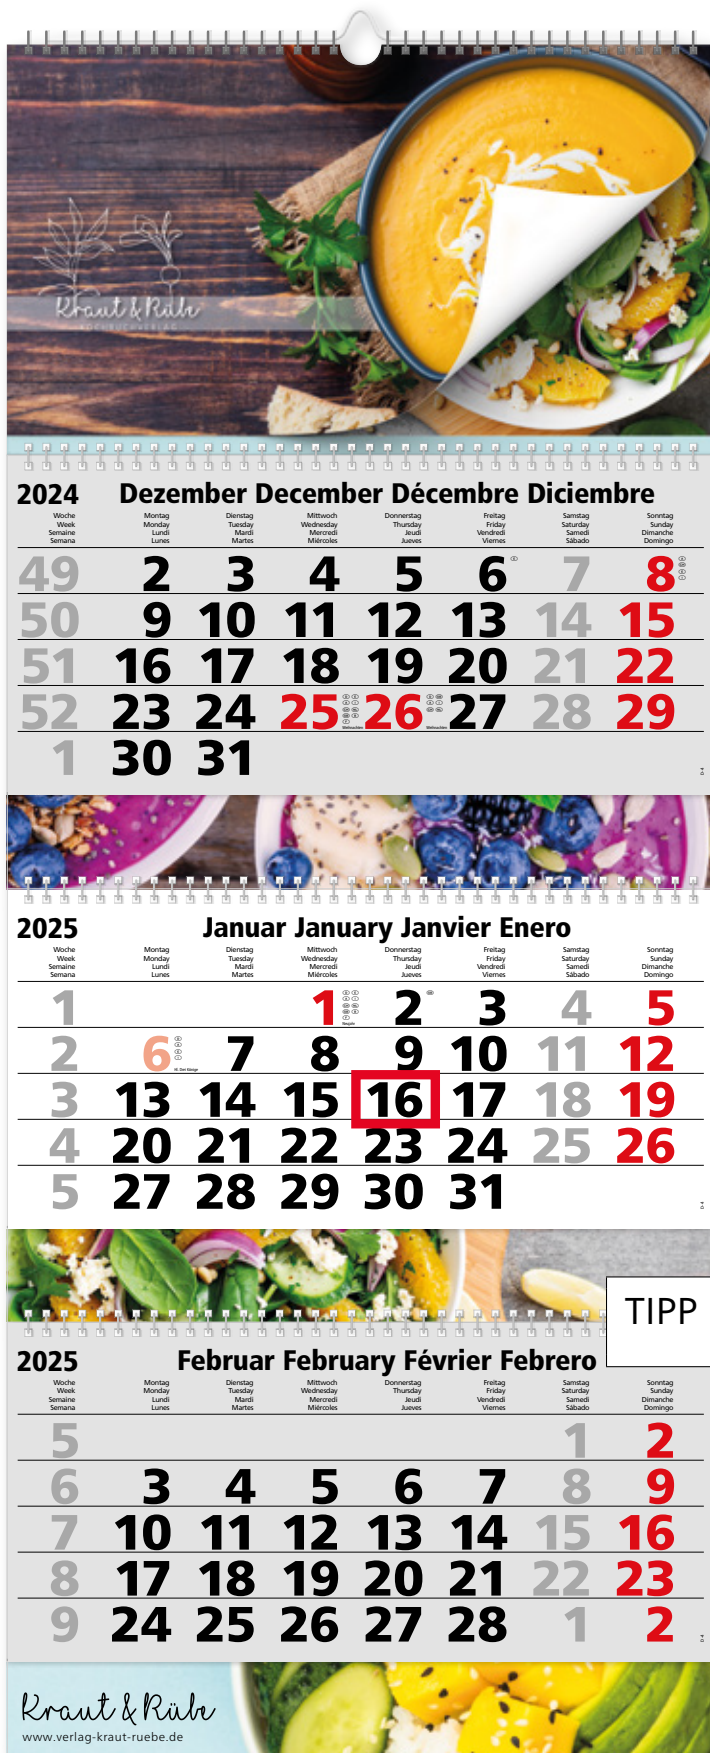 Kraut & Rübe
KOCHBUCHVERLAG
2024 Dezember December Décembre Diciembre
Woche Montag Dienstag Mittwoch Donnerstag Freitag Samstag Sonntag
Week Monday Tuesday Wednesday Thursday Friday Saturday Sunday
Semaine Lundi Mardi Mercredi Jeudi Vendredi Samedi Dimanche
Semana Lunes Martes Miércoles Jueves Viernes Sábado Domingo
49 2 3 4 5 6 7 8
50 9 10 11 12 13 14 15
51 16 17 18 19 20 21 22
52 23 24 25 26 27 28 29
Weihnachten Weihnachten
1 30 31
2025 Januar January Janvier Enero
Woche Montag Dienstag Mittwoch Donnerstag Freitag Samstag Sonntag
Week Monday Tuesday Wednesday Thursday Friday Saturday Sunday
Semaine Lundi Mardi Mercredi Jeudi Vendredi Samedi Dimanche
Semana Lunes Martes Miércoles Jueves Viernes Sábado Domingo
1 1 2 3 4 5
Neujahr
2 6 7 8 9 10 11 12
Hl. Drei Könige
3 13 14 15 16 17 18 19
4 20 21 22 23 24 25 26
5 27 28 29 30 31
TIPP
2025 Februar February Février Febrero
Woche Montag Dienstag Mittwoch Donnerstag Freitag Samstag Sonntag
Week Monday Tuesday Wednesday Thursday Friday Saturday Sunday
Semaine Lundi Mardi Mercredi Jeudi Vendredi Samedi Dimanche
Semana Lunes Martes Miércoles Jueves Viernes Sábado Domingo
5 1 2
6 3 4 5 6 7 8 9
7 10 11 12 13 14 15 16
8 17 18 19 20 21 22 23
9 24 25 26 27 28 1 2
Kraut & Rübe
www.verlag-kraut-ruebe.de